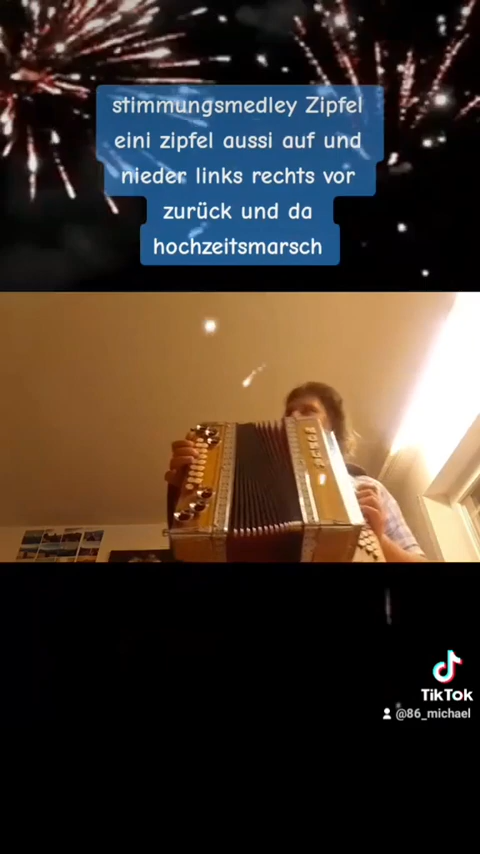 stimmungsmedley Zipfel
eini zipfel aussi auf und
nieder links rechts vor
zurück und da
hochzeitsmarsch
TikTok
@86_michael